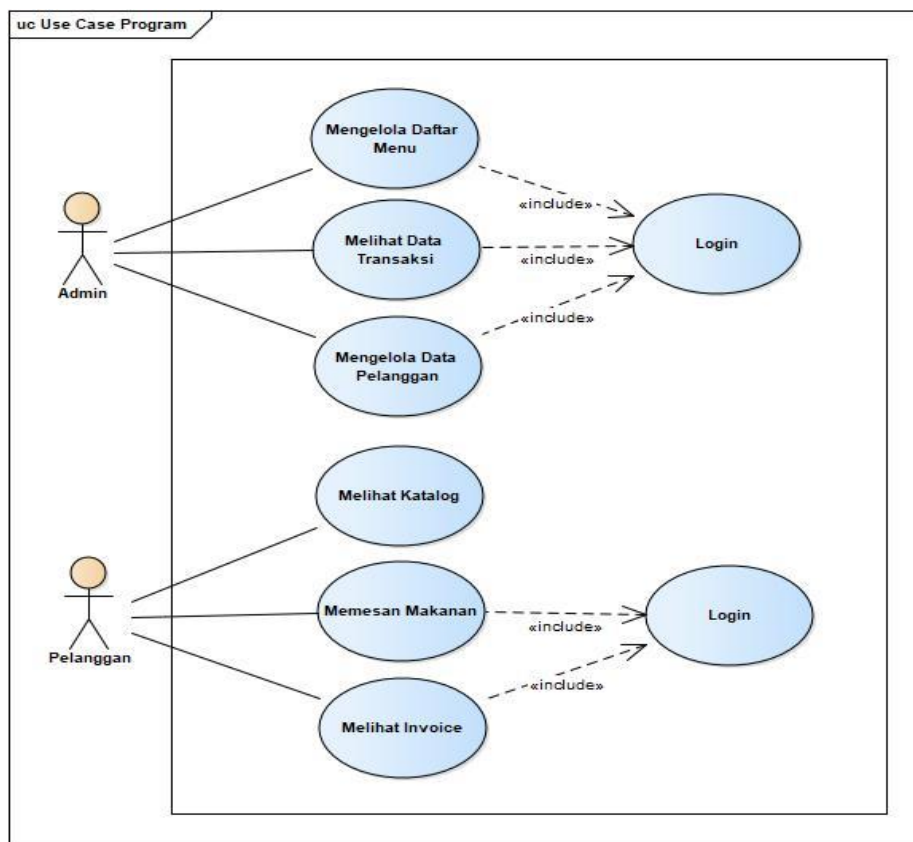 uc Use Case Program
Mengelola Daftar
Menu
«include»
Melihat Data
Transaksi
«include»
Login
Admin
«include»
Mengelola Data
Pelanggan
Melihat Katalog
Memesan Makanan
«include»
Login
Pelanggan
«include»
Melihat Invoice